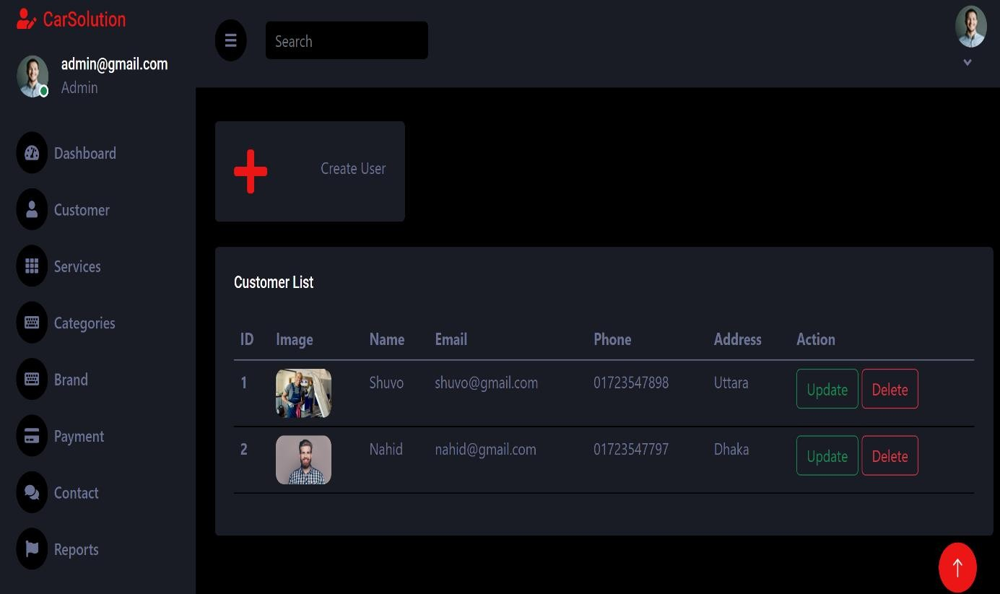 CarSolution
admin@gmail.com
Admin
Dashboard
Customer
Services
Categories
Brand
Payment
Contact
Reports
Search
Create User
Customer List
ID Image Name Email Phone Address Action
1 Shuvo shuvo@gmail.com 01723547898 Uttara Update Delete
2 Nahid nahid@gmail.com 01723547797 Dhaka Update Delete